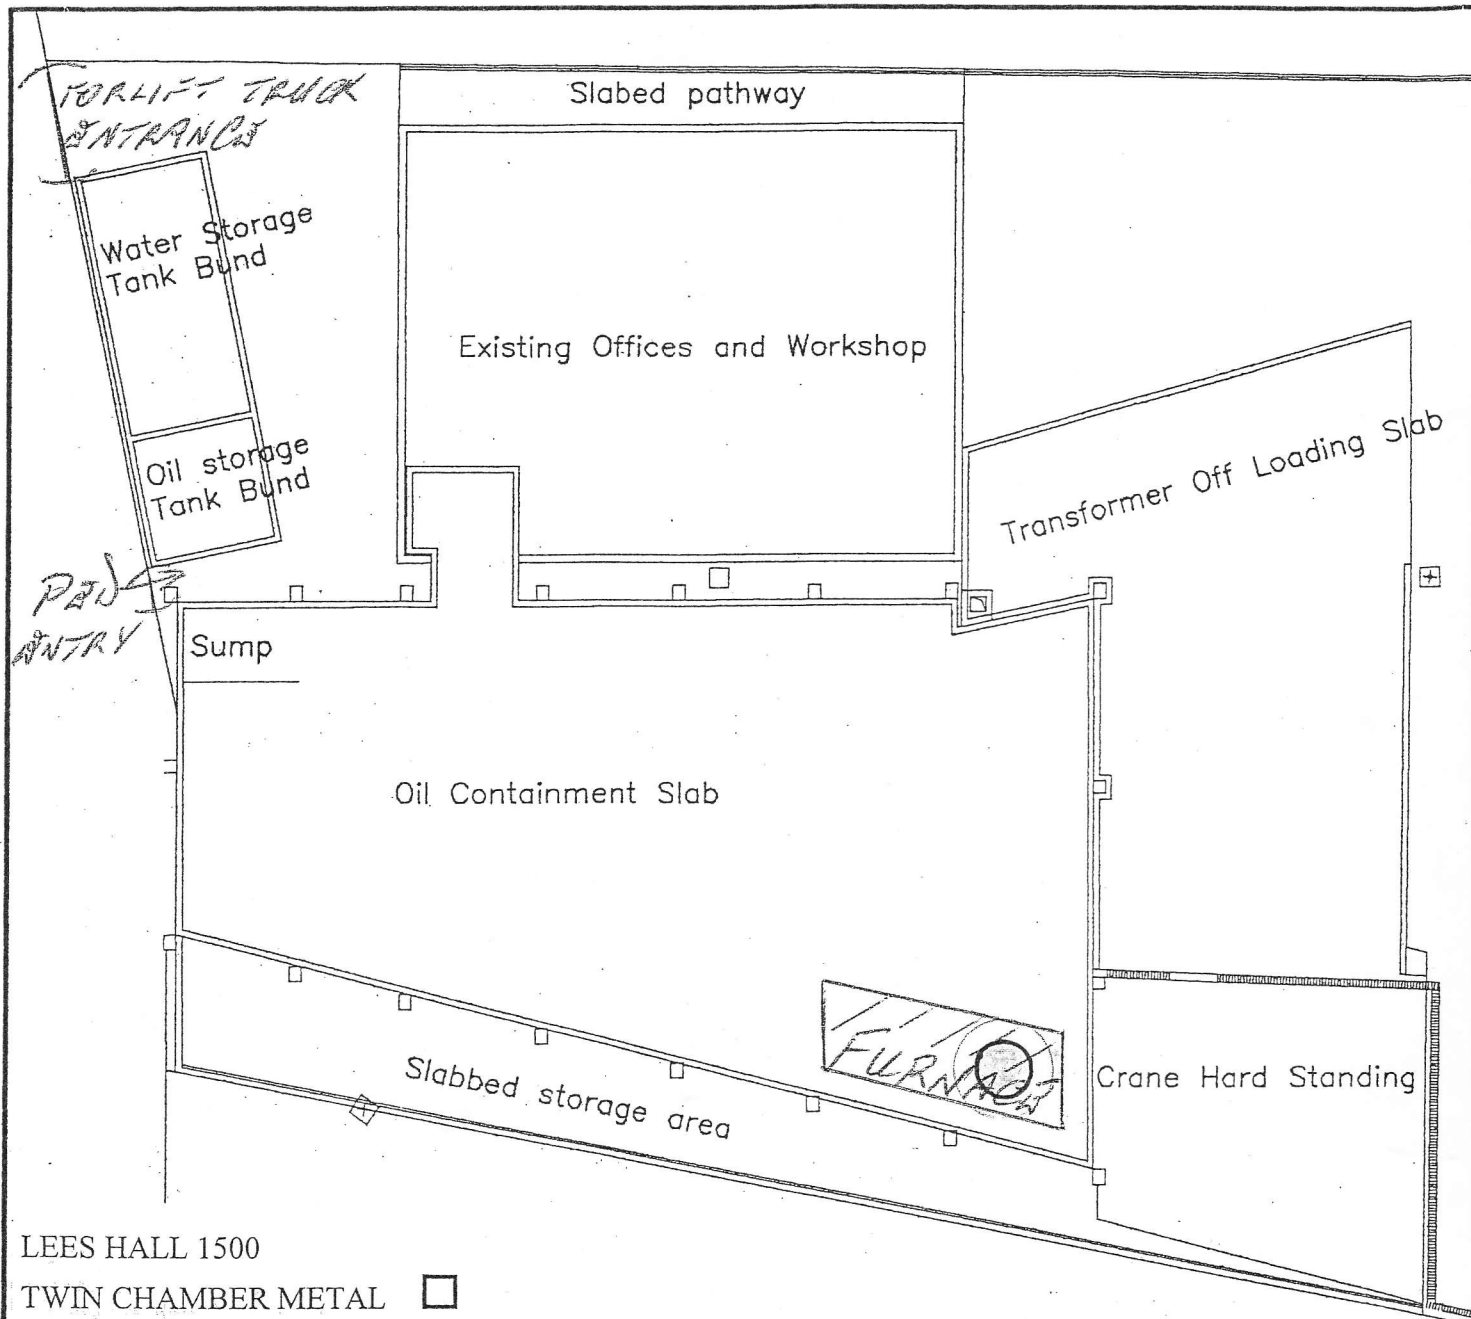 FORLIFT TRUCK
ENTRANCE
Slabed pathway
Water Storage
Tank Bund
Existing Offices and Workshop
Oil storage
Tank Bund
Transformer Off Loading Slab
PENS
ENTRY
Sump
Oil Containment Slab
FURNACE
Crane Hard Standing
Slabbed storage area
LEES HALL 1500
TWIN CHAMBER METAL